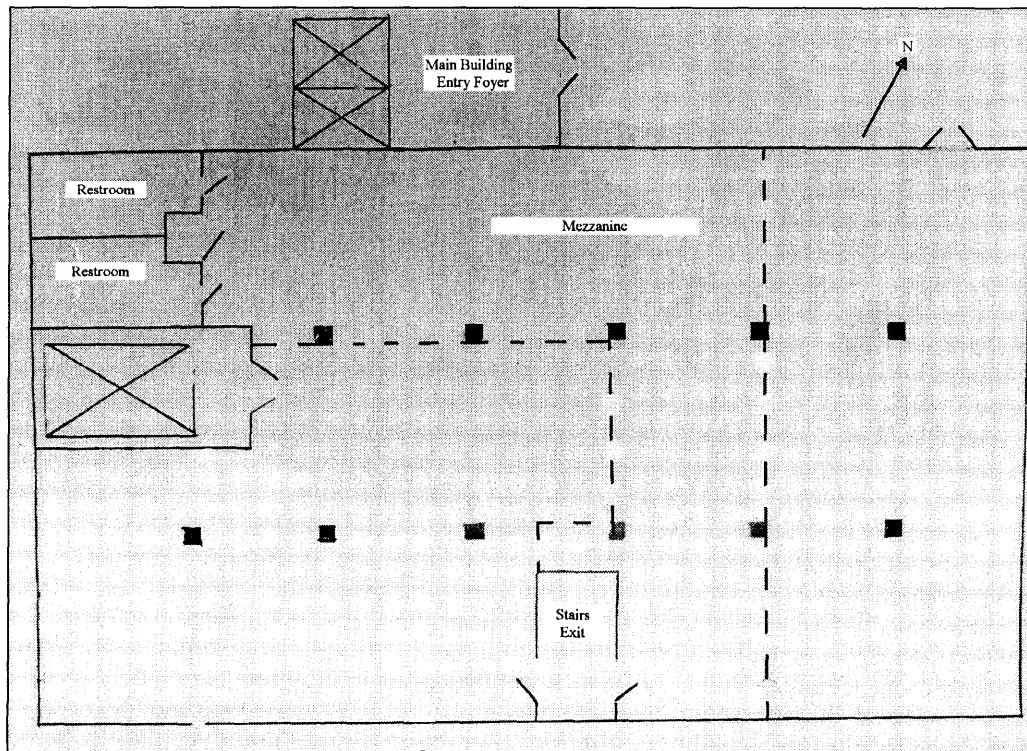 Main Building
Entry Foyer
N
Restroom
Mezzanine
Restroom
Stairs
Exit